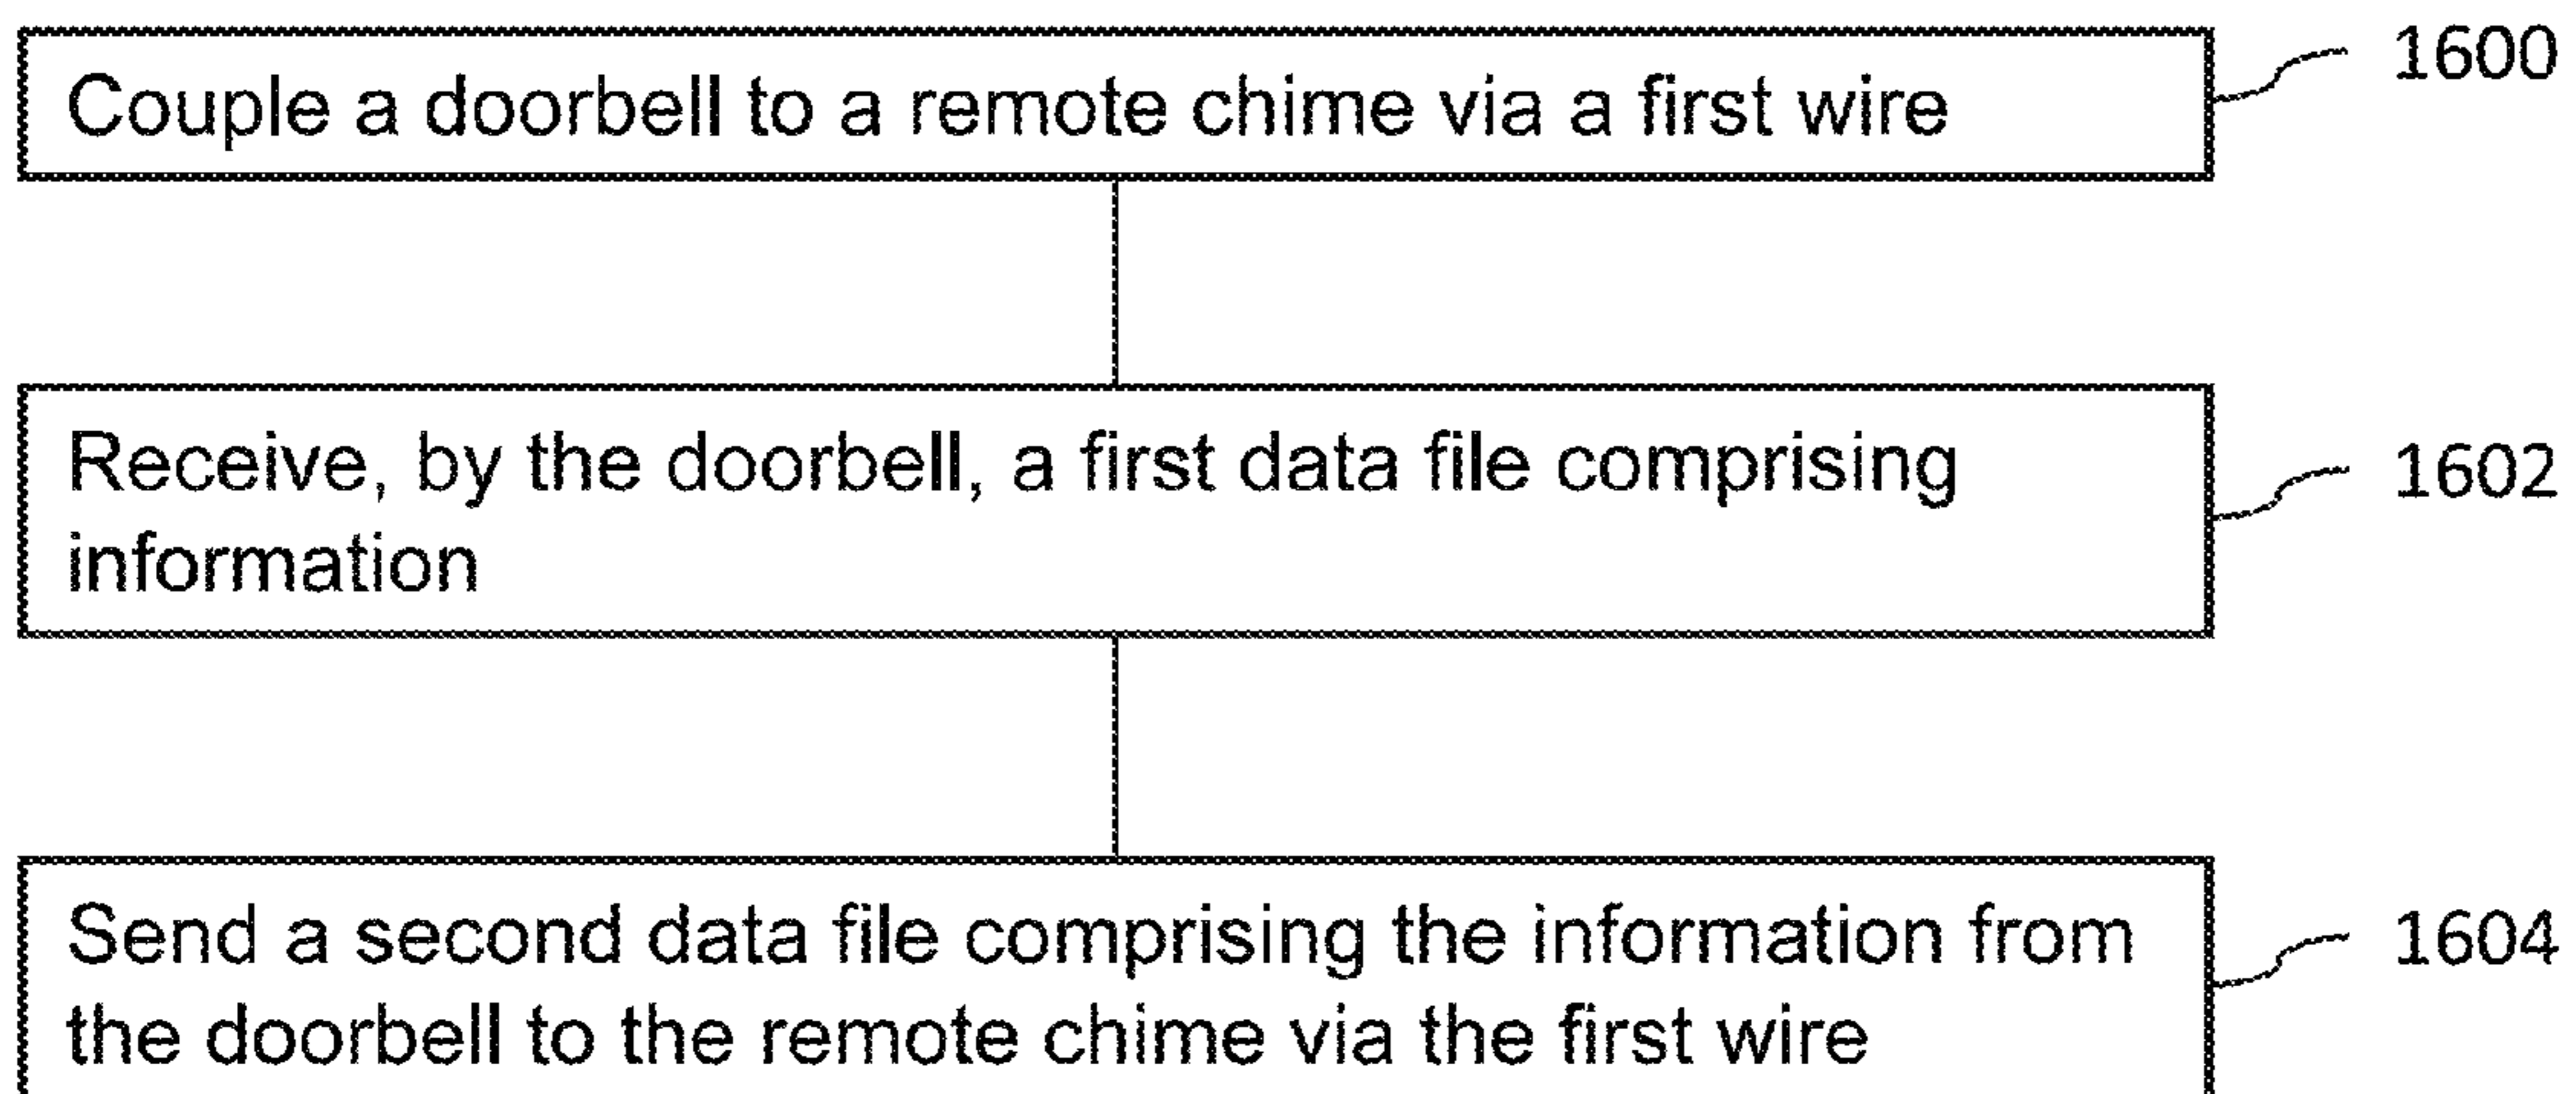 Couple a doorbell to a remote chime via a first wire
1600
Receive, by the doorbell, a first data file comprising
information
1602
Send a second data file comprising the information from
the doorbell to the remote chime via the first wire
1604